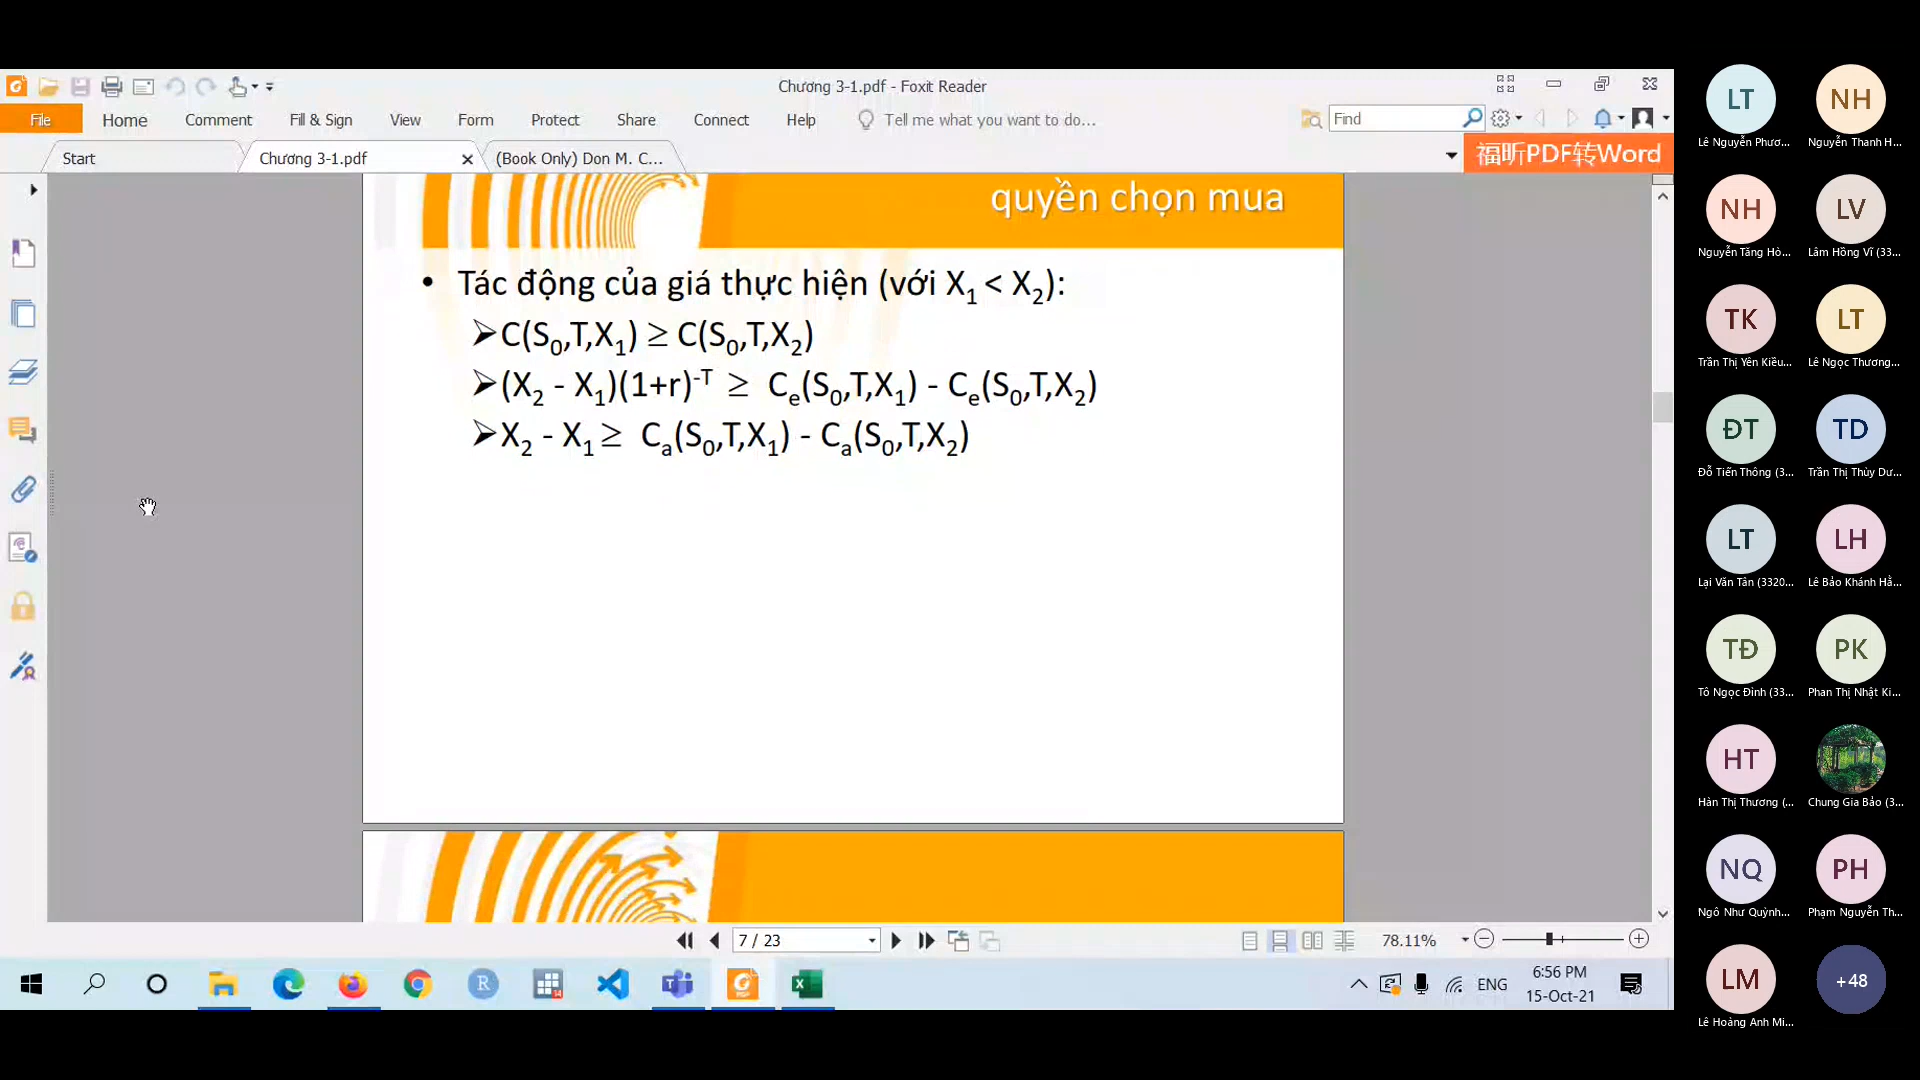 Chương 3-1.pdf - Foxit Reader
File Home Comment Fill & Sign View Form Protect Share Connect Help Tell me what you want to do... Find
Start Chương 3-1.pdf (Book Only) Don M. C... 福昕PDF转Word
quyền chọn mua
• Tác động của giá thực hiện (với X1 < X2):
➢C(S0,T,X1) ≥ C(S0,T,X2)
➢(X2 - X1)(1+r)-T ≥ Ce(S0,T,X1) - Ce(S0,T,X2)
➢X2 - X1 ≥ Ca(S0,T,X1) - Ca(S0,T,X2)
7 / 23 78.11%
ENG 6:56 PM
15-Oct-21
LT NH
Lê Nguyễn Phươ... Nguyễn Thanh H...
NH LV
Nguyễn Tăng Hò... Lâm Hồng Vĩ (33...
TK LT
Trần Thị Yên Kiều... Lê Ngọc Thương...
ĐT TD
Đỗ Tiến Thông (3... Trần Thị Thùy Dư...
LT LH
Lại Văn Tân (3320... Lê Bảo Khánh Hằ...
TĐ PK
Tô Ngọc Đình (33... Phan Thị Nhật Ki...
HT
Hàn Thị Thương (... Chung Gia Bảo (3...
NQ PH
Ngô Như Quỳnh... Phạm Nguyễn Th...
LM +48
Lê Hoàng Anh Mi...